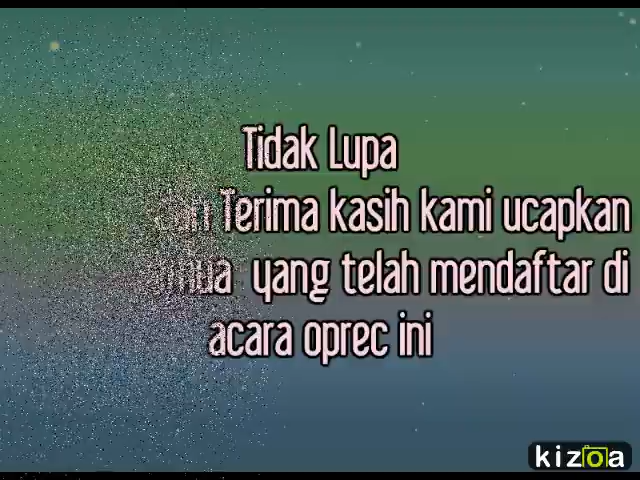 Tidak Lupa
Terima kasih kami ucapkan
yang telah mendaftar di
acara oprec ini
kizoa